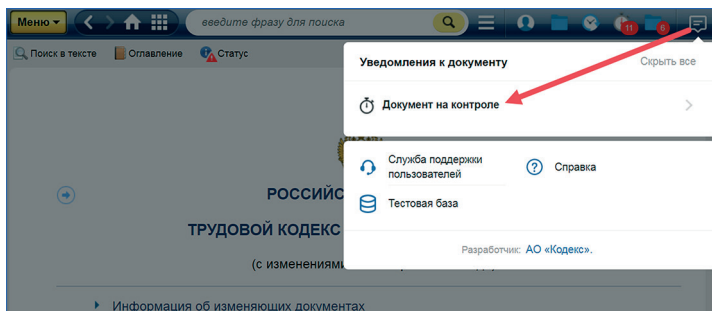 Меню
введите фразу для поиска
11
6
Поиск в тексте
Оглавление
Статус
Уведомления к документу
Скрыть все
Документ на контроле
Служба поддержки
пользователей
Справка
Тестовая база
Разработчик: АО «Кодекс».
РОССИЙС
ТРУДОВОЙ КОДЕКС
(с изменениям
Информация об изменяющих документах